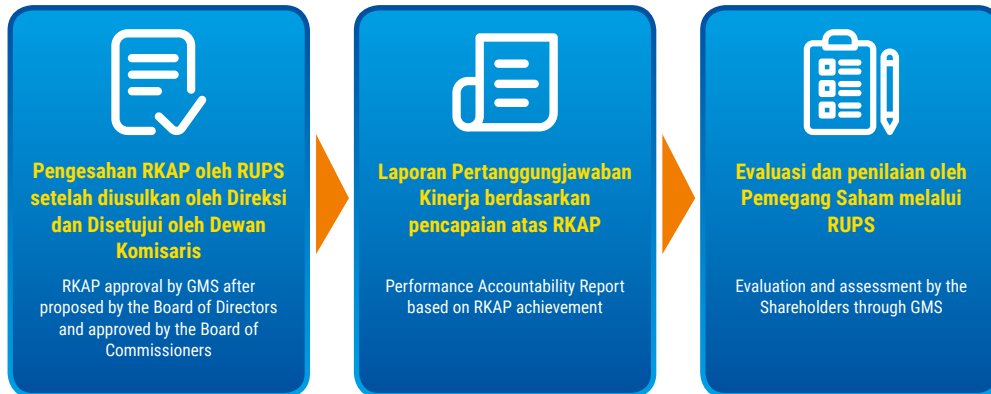 Pengesahan RKAP oleh RUPS
setelah diusulkan oleh Direksi
dan Disetujui oleh Dewan
Komisaris
RKAP approval by GMS after
proposed by the Board of Directors
and approved by the Board of
Commissioners
Laporan Pertanggungjawaban
Kinerja berdasarkan
pencapaian atas RKAP
Performance Accountability Report
based on RKAP achievement
Evaluasi dan penilaian oleh
Pemegang Saham melalui
RUPS
Evaluation and assessment by the
Shareholders through GMS